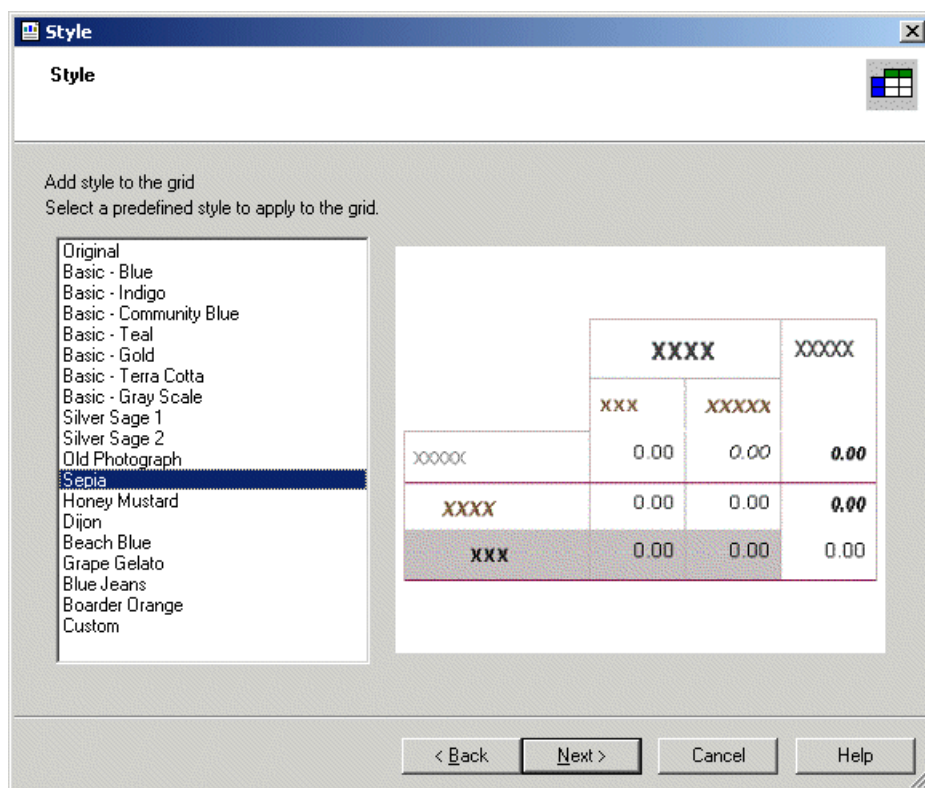 Style
Style
Add style to the grid
Select a predefined style to apply to the grid.
Original
Basic - Blue
Basic - Indigo
Basic - Community Blue
Basic - Teal
Basic - Gold
Basic - Terra Cotta
Basic - Gray Scale
Silver Sage 1
Silver Sage 2
Old Photograph
Sepia
Honey Mustard
Dijon
Beach Blue
Grape Gelato
Blue Jeans
Boarder Orange
Custom
XXXX XXXXX
XXX XXXXX
XXXXX 0.00 0.00 0.00
XXXX 0.00 0.00 0.00
XXX 0.00 0.00 0.00
< Back Next > Cancel Help